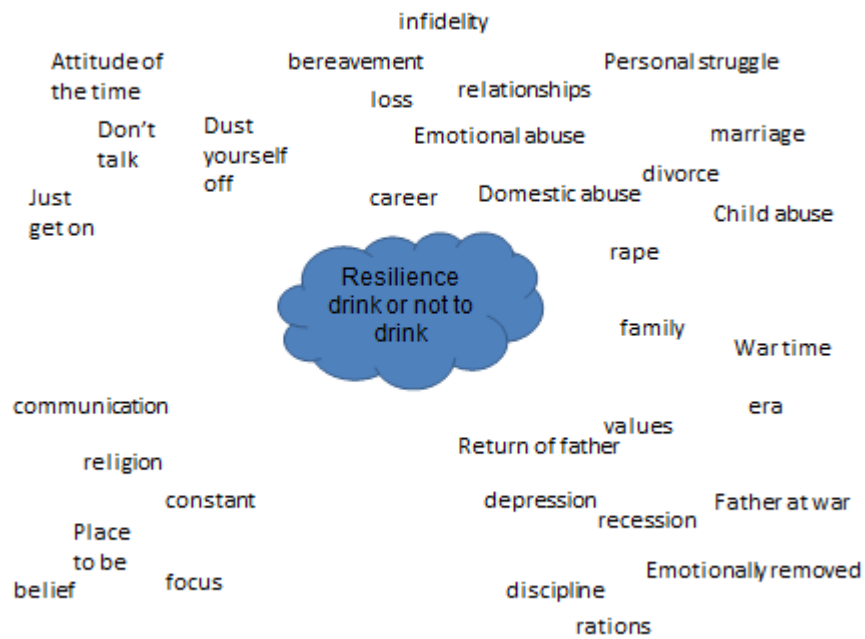 infidelity
Attitude of
the time
bereavement
Personal struggle
loss
relationships
Don't
talk
Dust
yourself
off
Emotional abuse
marriage
divorce
Just
get on
career
Domestic abuse
Child abuse
rape
Resilience
drink or not to
drink
family
War time
communication
era
values
Return of father
religion
constant
depression
recession
Father at war
Place
to be
belief
focus
discipline
Emotionally removed
rations